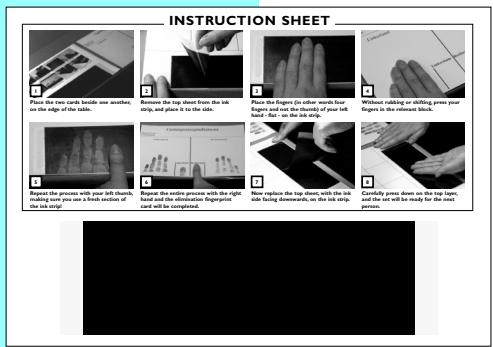 INSTRUCTION SHEET
1
Place the two cards beside one another,
on the edge of the table.
2
Remove the top sheet from the ink
strip, and place it to the side.
3
Place the fingers (in other words four
fingers and not the thumb) of your left
hand - flat - on the ink strip.
4
Without rubbing or shifting, press your
fingers in the relevant block.
5
Repeat the process with your left thumb,
making sure you use a fresh section of
the ink strip!
6
Repeat the entire process with the right
hand and the elimination fingerprint
card will be completed.
7
Now replace the top sheet, with the ink
side facing downwards, on the ink strip.
8
Carefully press down on the top layer,
and the set will be ready for the next
person.